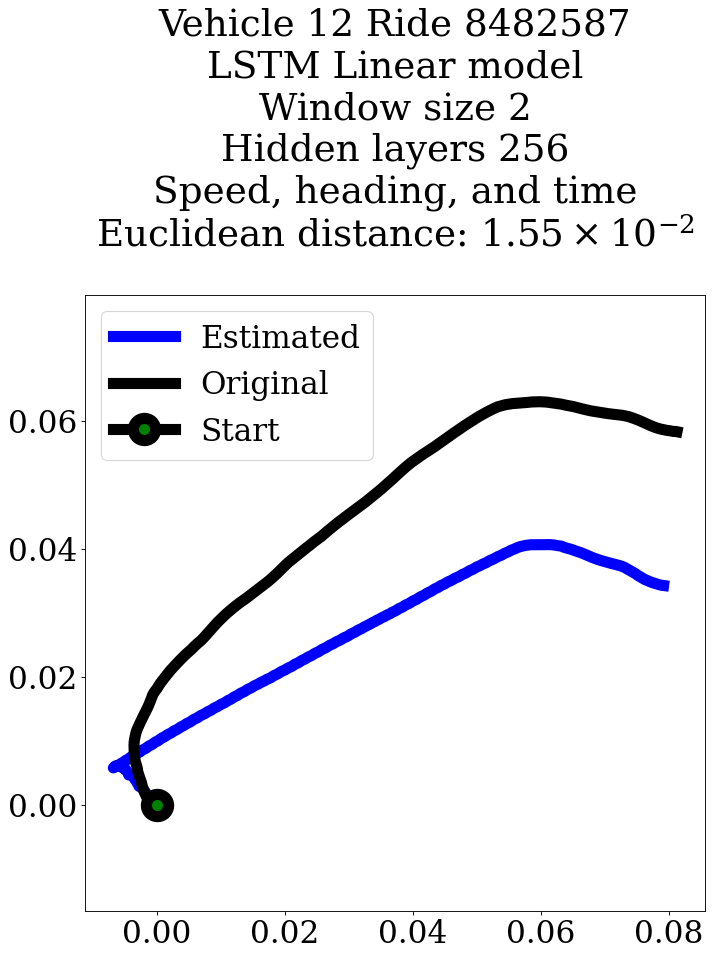 Vehicle 12 Ride 8482587
LSTM Linear model
Window size 2
Hidden layers 256
Speed, heading, and time
Euclidean distance: 1.55 × 10⁻²
Estimated
Original
Start
0.06
0.04
0.02
0.00
0.00 0.02 0.04 0.06 0.08